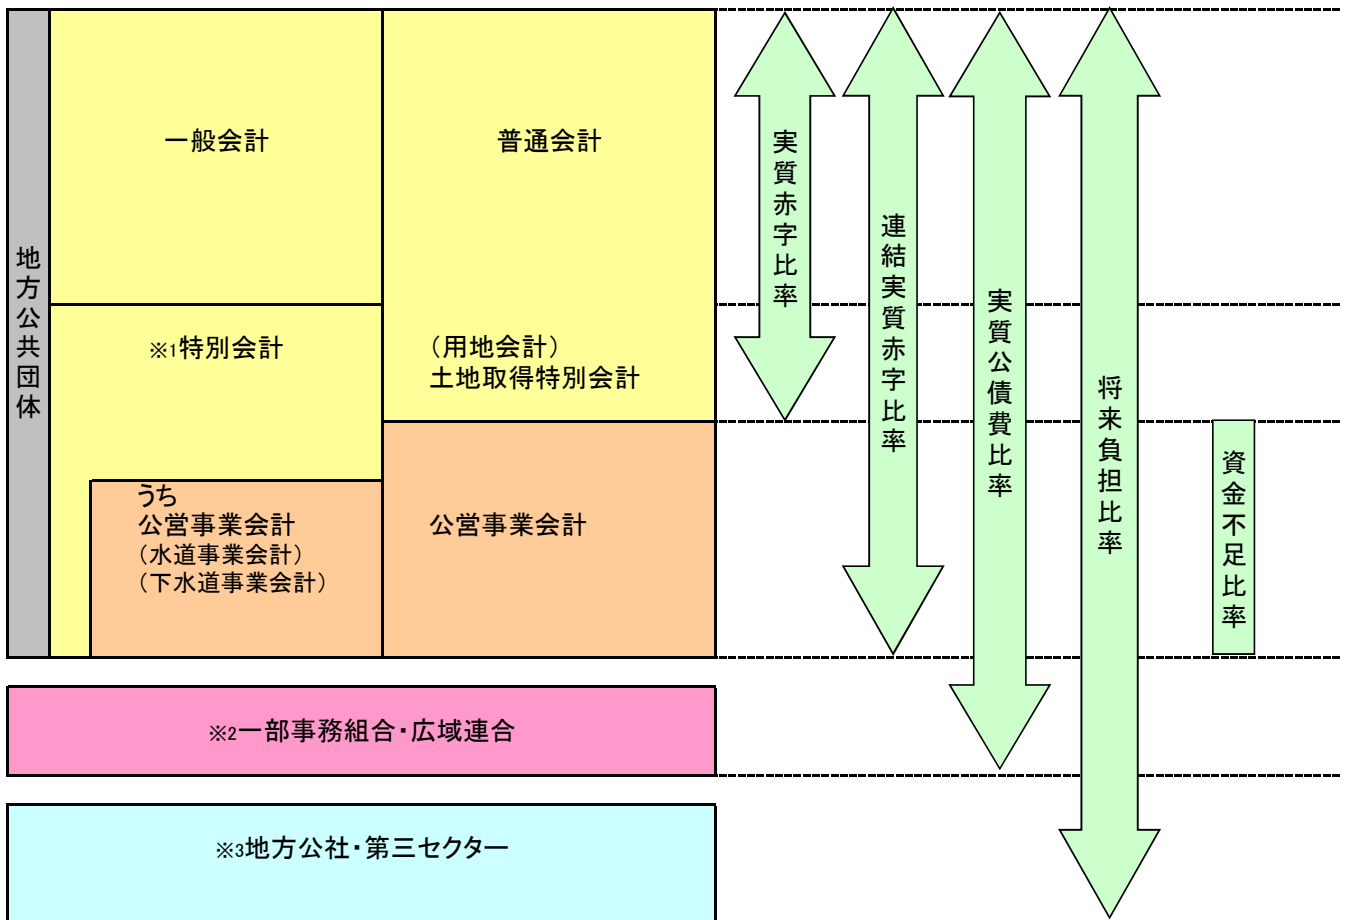 地方公共団体
一般会計
普通会計
※1特別会計
（用地会計）
土地取得特別会計
うち
公営事業会計
（水道事業会計）
（下水道事業会計）
公営事業会計
※2一部事務組合・広域連合
※3地方公社・第三セクター
実質赤字比率
連結実質赤字比率
実質公債費比率
将来負担比率
資金不足比率